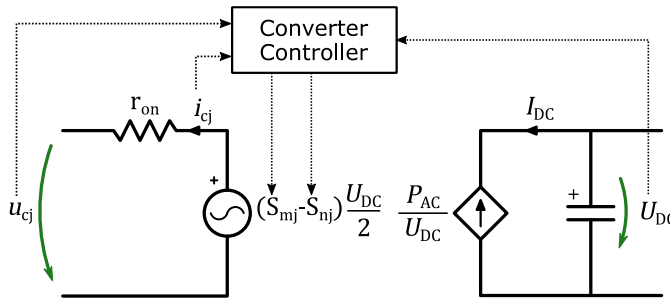 Converter
Controller
r_on
i_cj
I_DC
u_cj
+
(S_mj-S_nj) U_DC/2
P_AC/U_DC
+
U_DC